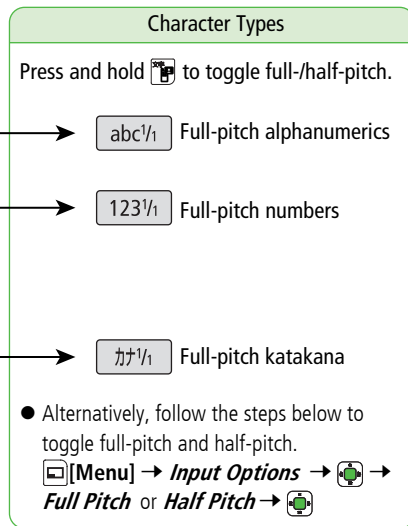 Character Types
Press and hold to toggle full-/half-pitch.
abc1/1 Full-pitch alphanumerics
1231/1 Full-pitch numbers
カナ1/1 Full-pitch katakana
● Alternatively, follow the steps below to
toggle full-pitch and half-pitch.
[Menu] → Input Options → →
Full Pitch or Half Pitch →